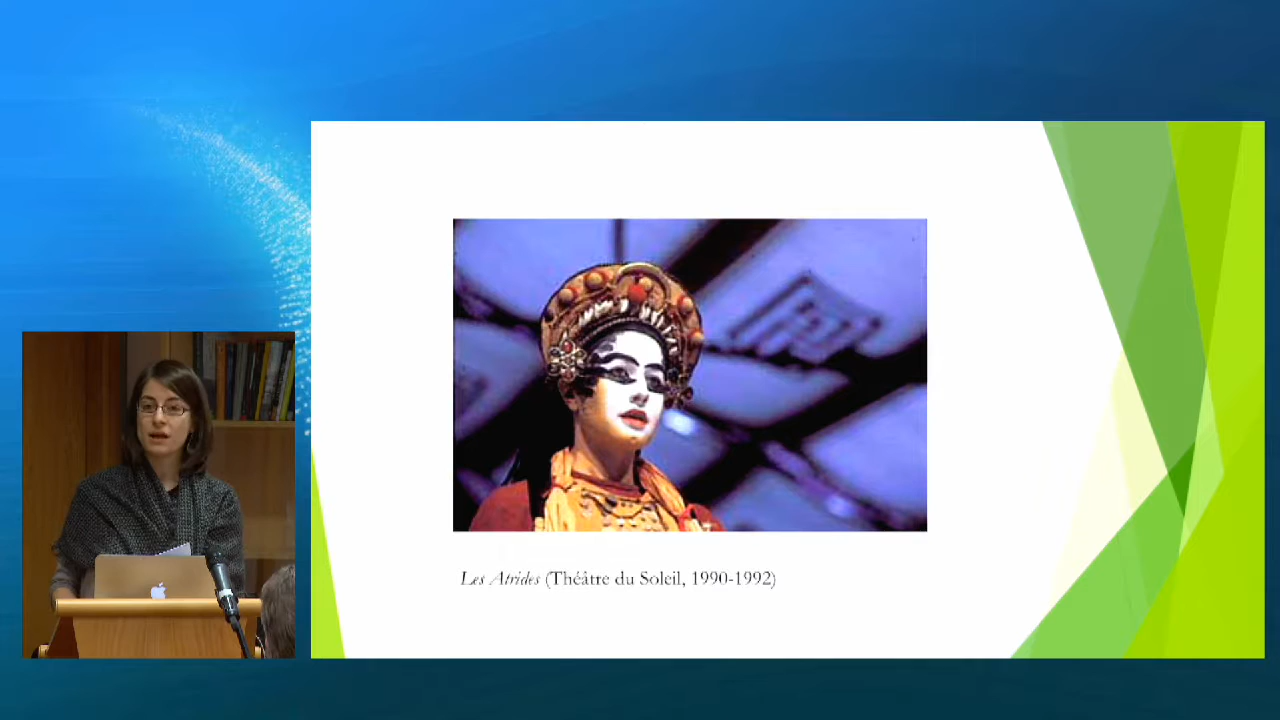 Les Atrides (Théâtre du Soleil, 1990-1992)